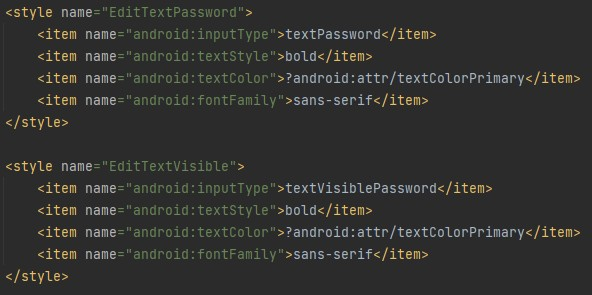 <style name="EditTextPassword">
    <item name="android:inputType">textPassword</item>
    <item name="android:textStyle">bold</item>
    <item name="android:textColor">?android:attr/textColorPrimary</item>
    <item name="android:fontFamily">sans-serif</item>
</style>

<style name="EditTextVisible">
    <item name="android:inputType">textVisiblePassword</item>
    <item name="android:textStyle">bold</item>
    <item name="android:textColor">?android:attr/textColorPrimary</item>
    <item name="android:fontFamily">sans-serif</item>
</style>